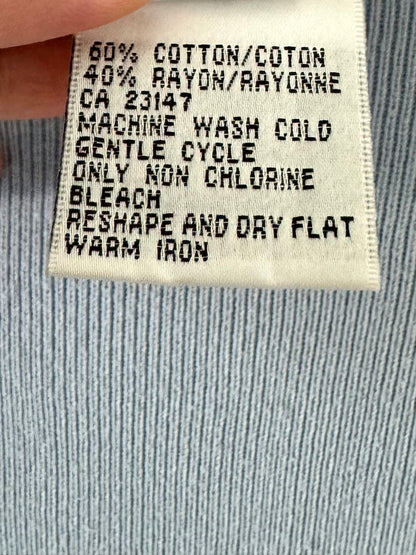 60% COTTON/COTON
40% RAYON/RAYONNE
CA 23147
MACHINE WASH COLD
GENTLE CYCLE
ONLY NON CHLORINE
BLEACH
RESHAPE AND DRY FLAT
WARM IRON